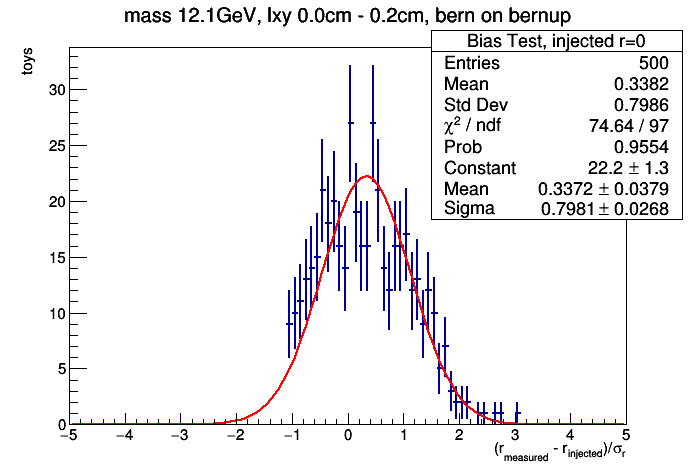 mass 12.1GeV, lxy 0.0cm - 0.2cm, bern on bernup
Bias Test, injected r=0
Entries 500
Mean 0.3382
Std Dev 0.7986
χ² / ndf 74.64 / 97
Prob 0.9554
Constant 22.2 ± 1.3
Mean 0.3372 ± 0.0379
Sigma 0.7981 ± 0.0268
toys
30
25
20
15
10
5
0
−5 −4 −3 −2 −1 0 1 2 3 4 5
(r_measured - r_injected)/σ_r